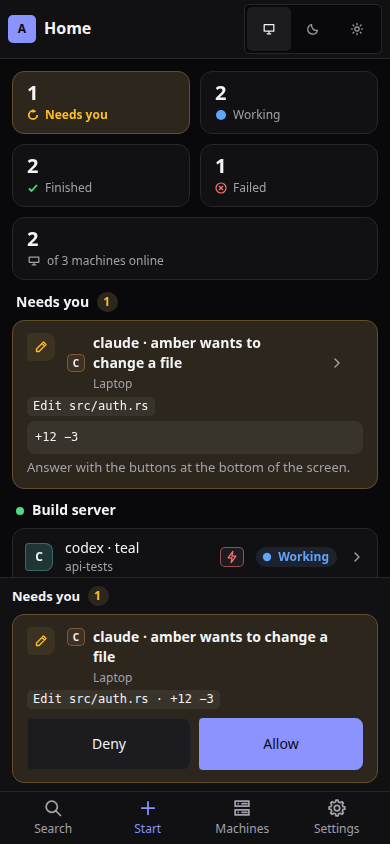 A Home
1
Needs you
2
Working
2
Finished
1
Failed
2
of 3 machines online
Needs you 1
C claude · amber wants to
change a file
Laptop
Edit src/auth.rs
+12 −3
Answer with the buttons at the bottom of the screen.
Build server
C codex · teal Working
api-tests
Needs you 1
C claude · amber wants to change a
file
Laptop
Edit src/auth.rs · +12 −3
Deny Allow
Search Start Machines Settings